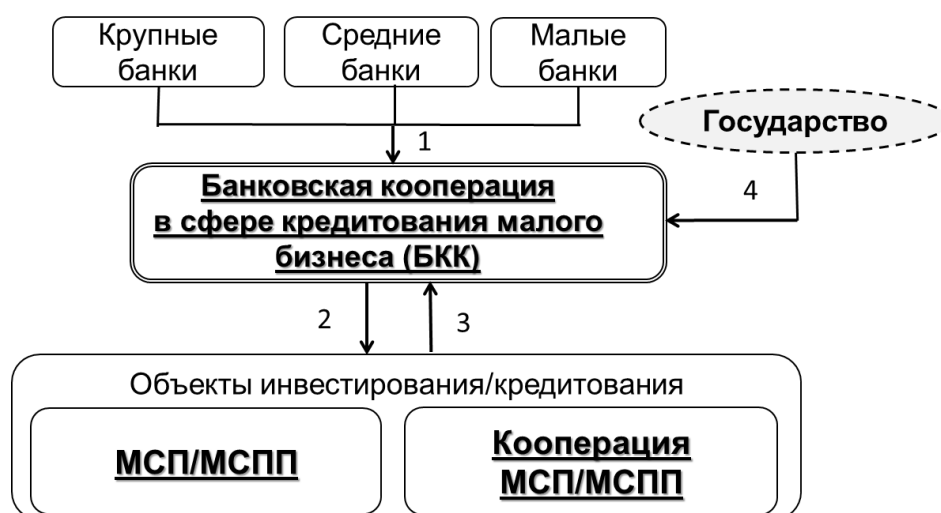 Крупные
банки
Средние
банки
Малые
банки
Государство
1
4
Банковская кооперация
в сфере кредитования малого
бизнеса (БКК)
2
3
Объекты инвестирования/кредитования
МСП/МСПП
Кооперация
МСП/МСПП